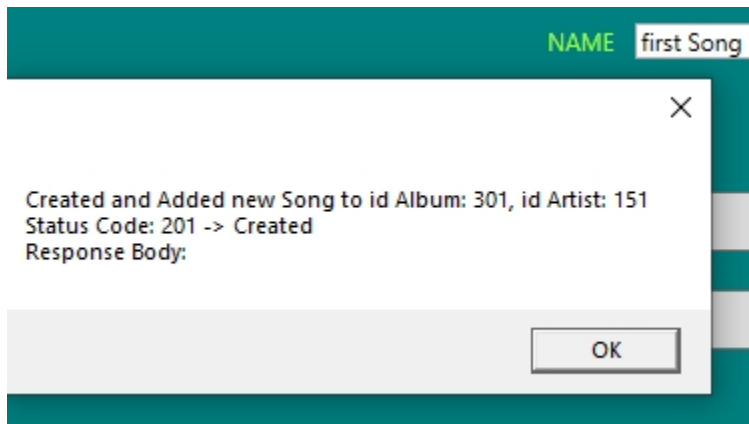 NAME first Song
Created and Added new Song to id Album: 301, id Artist: 151
Status Code: 201 -> Created
Response Body:
OK